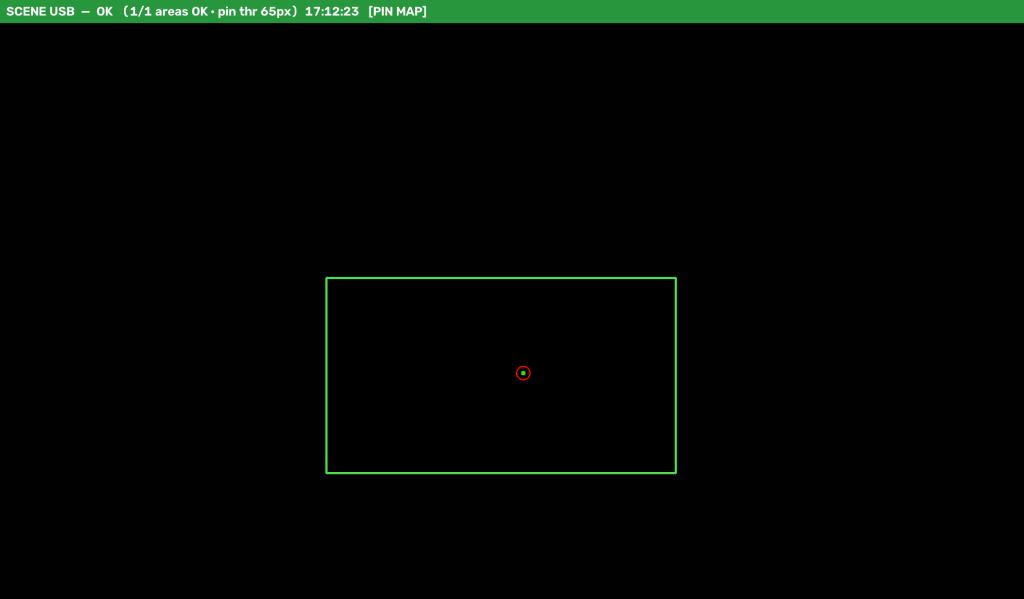 SCENE USB — OK (1/1 areas OK · pin thr 65px) 17:12:23 [PIN MAP]